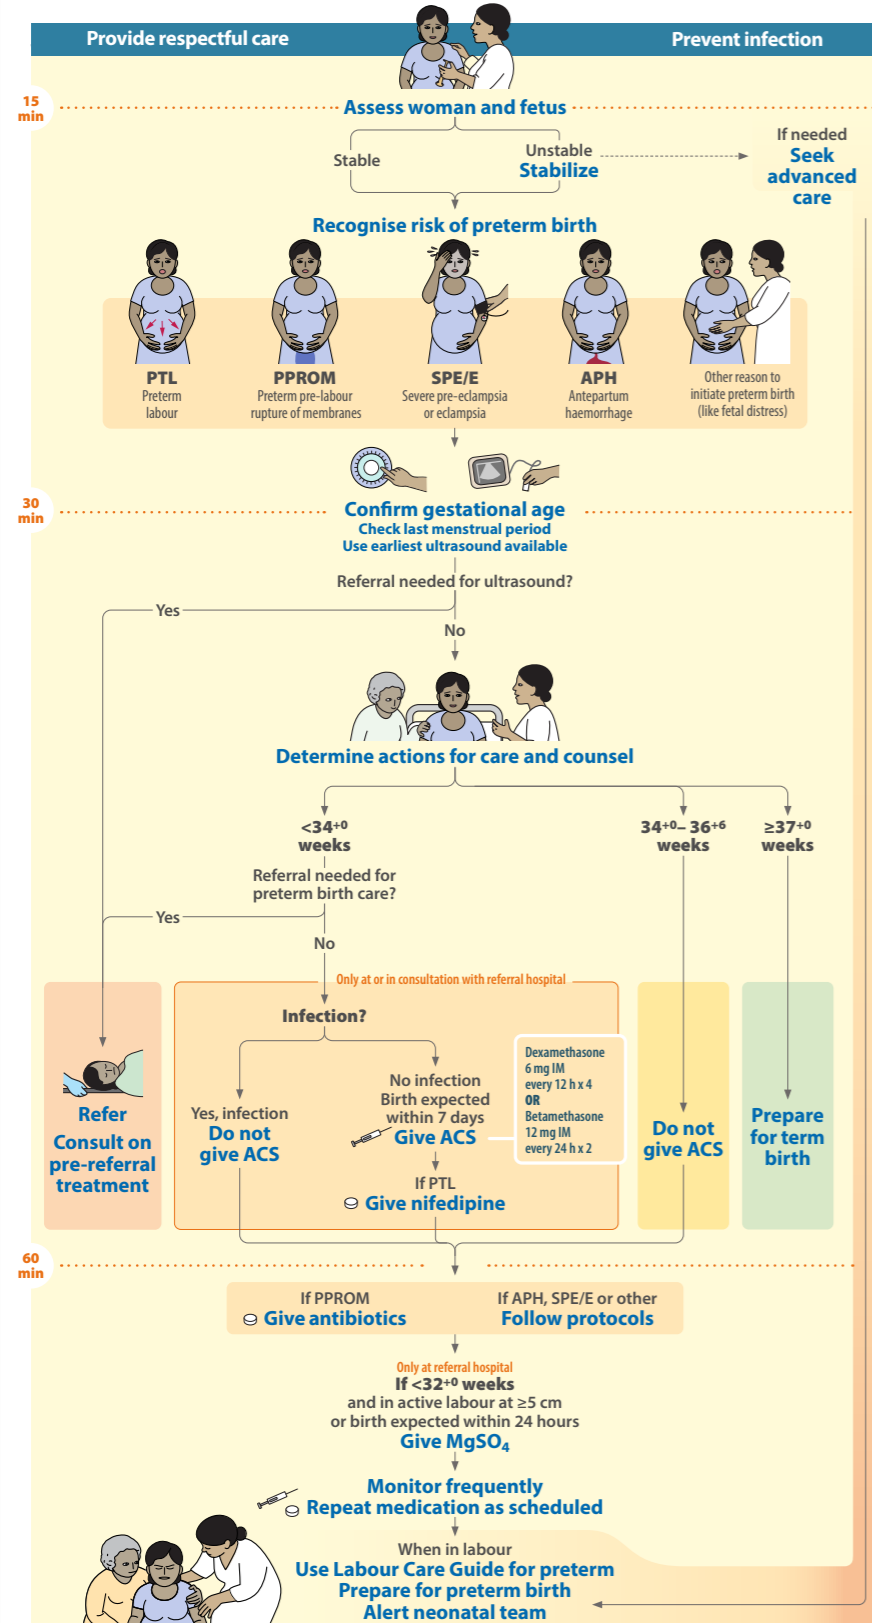 Provide respectful care
Prevent infection
15
min
Assess woman and fetus
Stable
Unstable
Stabilize
If needed
Seek
advanced
care
Recognise risk of preterm birth
PTL
Preterm
labour
PPROM
Preterm pre-labour
rupture of membranes
SPE/E
Severe pre-eclampsia
or eclampsia
APH
Antepartum
haemorrhage
Other reason to
initiate preterm birth
(like fetal distress)
30
min
Confirm gestational age
Check last menstrual period
Use earliest ultrasound available
Referral needed for ultrasound?
Yes
No
Determine actions for care and counsel
<34⁺⁰
weeks
34⁺⁰– 36⁺⁶
weeks
≥37⁺⁰
weeks
Referral needed for
preterm birth care?
Yes
No
Only at or in consultation with referral hospital
Infection?
Refer
Consult on
pre-referral
treatment
Yes, infection
Do not
give ACS
No infection
Birth expected
within 7 days
Give ACS
Dexamethasone
6 mg IM
every 12 h x 4
OR
Betamethasone
12 mg IM
every 24 h x 2
If PTL
Give nifedipine
Do not
give ACS
Prepare
for term
birth
60
min
If PPROM
Give antibiotics
If APH, SPE/E or other
Follow protocols
Only at referral hospital
If <32⁺⁰ weeks
and in active labour at ≥5 cm
or birth expected within 24 hours
Give MgSO₄
Monitor frequently
Repeat medication as scheduled
When in labour
Use Labour Care Guide for preterm
Prepare for preterm birth
Alert neonatal team